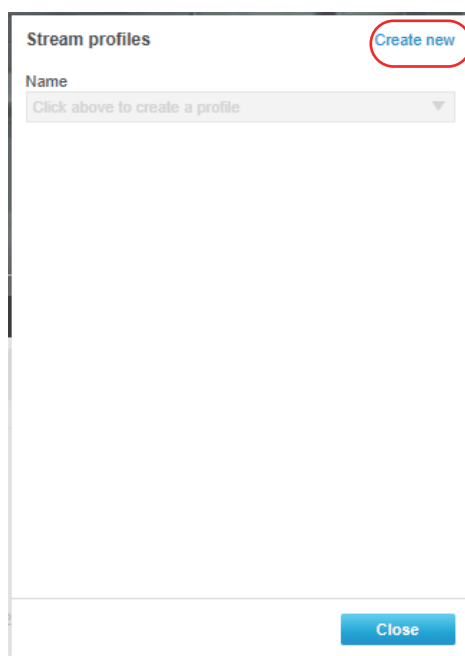 Stream profiles
Create new
Name
Click above to create a profile
Close